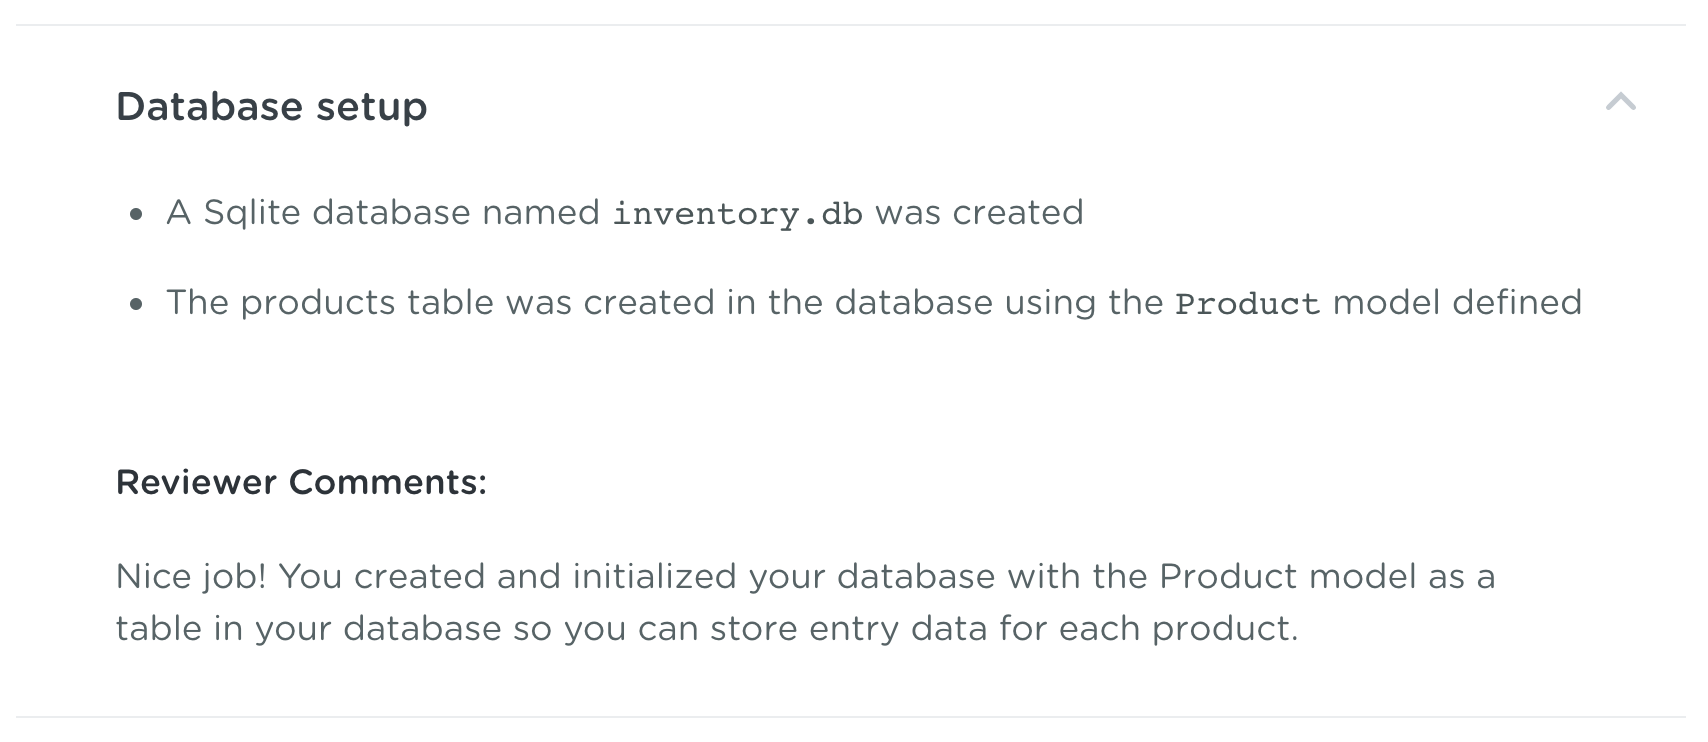 Database setup
A Sqlite database named inventory.db was created
The products table was created in the database using the Product model defined
Reviewer Comments:
Nice job! You created and initialized your database with the Product model as a
table in your database so you can store entry data for each product.